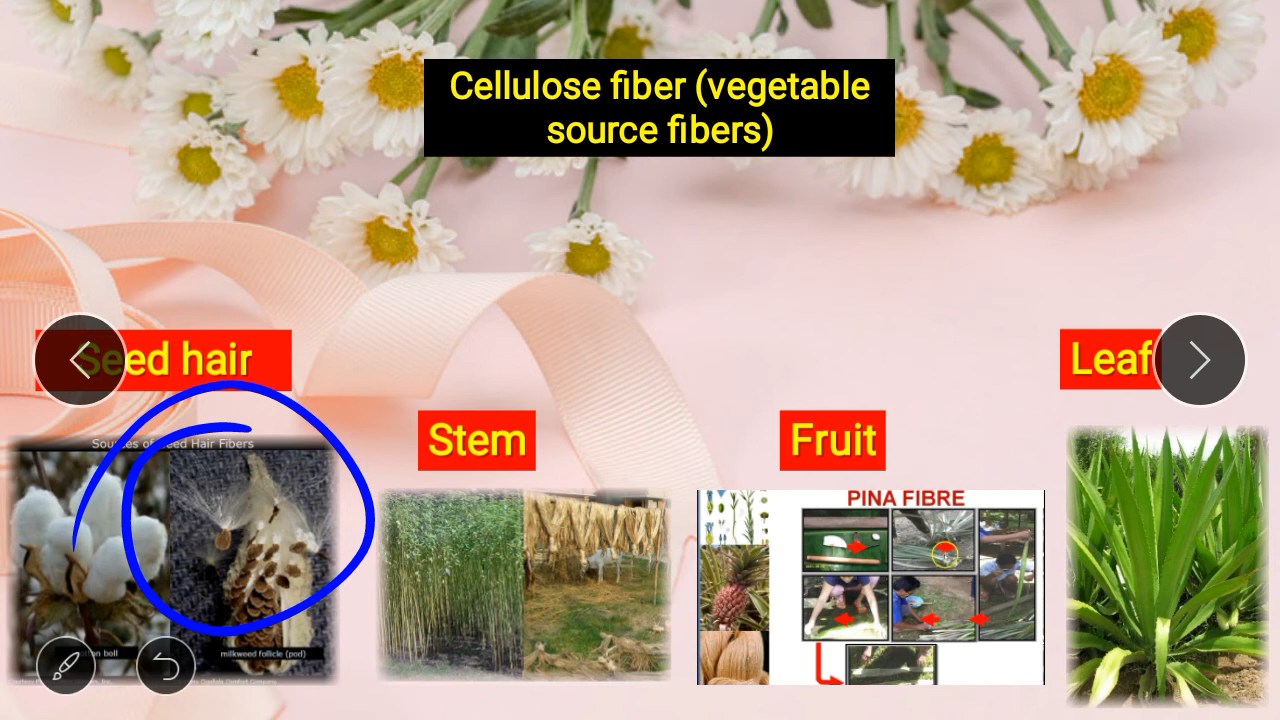 Cellulose fiber (vegetable
source fibers)
Seed hair
Leaf
Stem
Fruit
Sources of Seed Hair Fibers
PINA FIBRE
boll
milkweed follicle (pod)